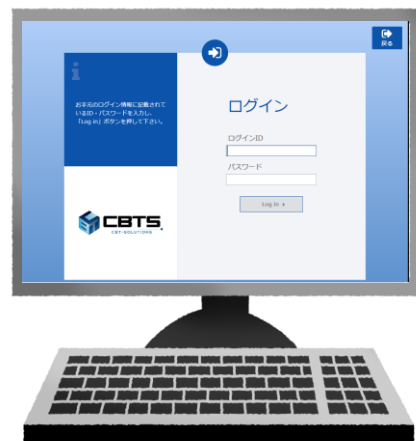 戻る
お手元のログイン情報に記載されて
いるID・パスワードを入力し、
「Log in」ボタンを押して下さい。
ログイン
ログインID
パスワード
Log in
CBTS
CBT-SOLUTIONS